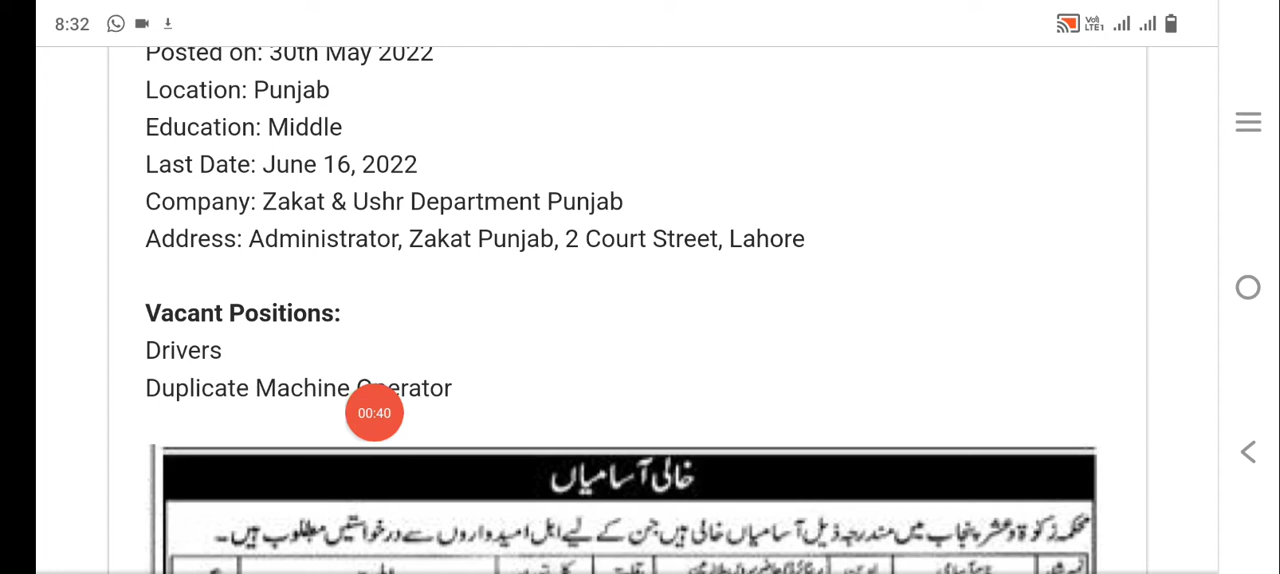 8:32
Vo) LTE1
Posted on: 30th May 2022
Location: Punjab
Education: Middle
Last Date: June 16, 2022
Company: Zakat & Ushr Department Punjab
Address: Administrator, Zakat Punjab, 2 Court Street, Lahore
Vacant Positions:
Drivers
Duplicate Machine Operator
00:40
خالی آسامیاں
محکمہ زکوٰۃ و عشر پنجاب میں مندرجہ ذیل آسامیاں خالی ہیں جن کے لیے اہل امیدواروں سے درخواستیں مطلوب ہیں۔